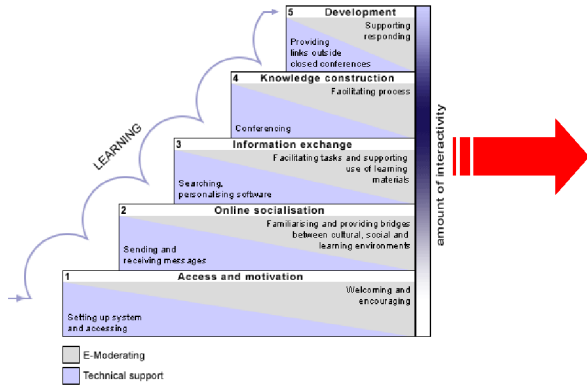 5 Development
Supporting
responding
Providing
links outside
closed conferences
4 Knowledge construction
Facilitating process
Conferencing
3 Information exchange
Facilitating tasks and supporting
use of learning
materials
Searching,
personalising software
2 Online socialisation
Familiarising and providing bridges
between cultural, social and
learning environments
Sending and
receiving messages
1 Access and motivation
Welcoming and
encouraging
Setting up system
and accessing
LEARNING
amount of interactivity
E-Moderating
Technical support